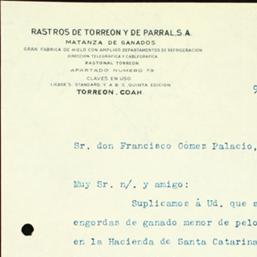 RASTROS DE TORREON Y DE PARRAL, S.A.
MATANZA DE GANADOS
GRAN FABRICA DE HIELO CON AMPLIOS DEPARTAMENTOS DE REFRIGERACION
DIRECCION TELEGRAFICA Y CABLEGRAFICA
RASTONAL TORREON
APARTADO NUMERO 79
CLAVES EN USO
LIEBER'S STANDARD Y A B C QUINTA EDICION
TORREON, COAH.
9
Sr. don Francisco Gómez Palacio,
Muy Sr. n/. y amigo:
Suplicamos á Ud. que s
engordas de ganado menor de pelo
en la Hacienda de Santa Catarina